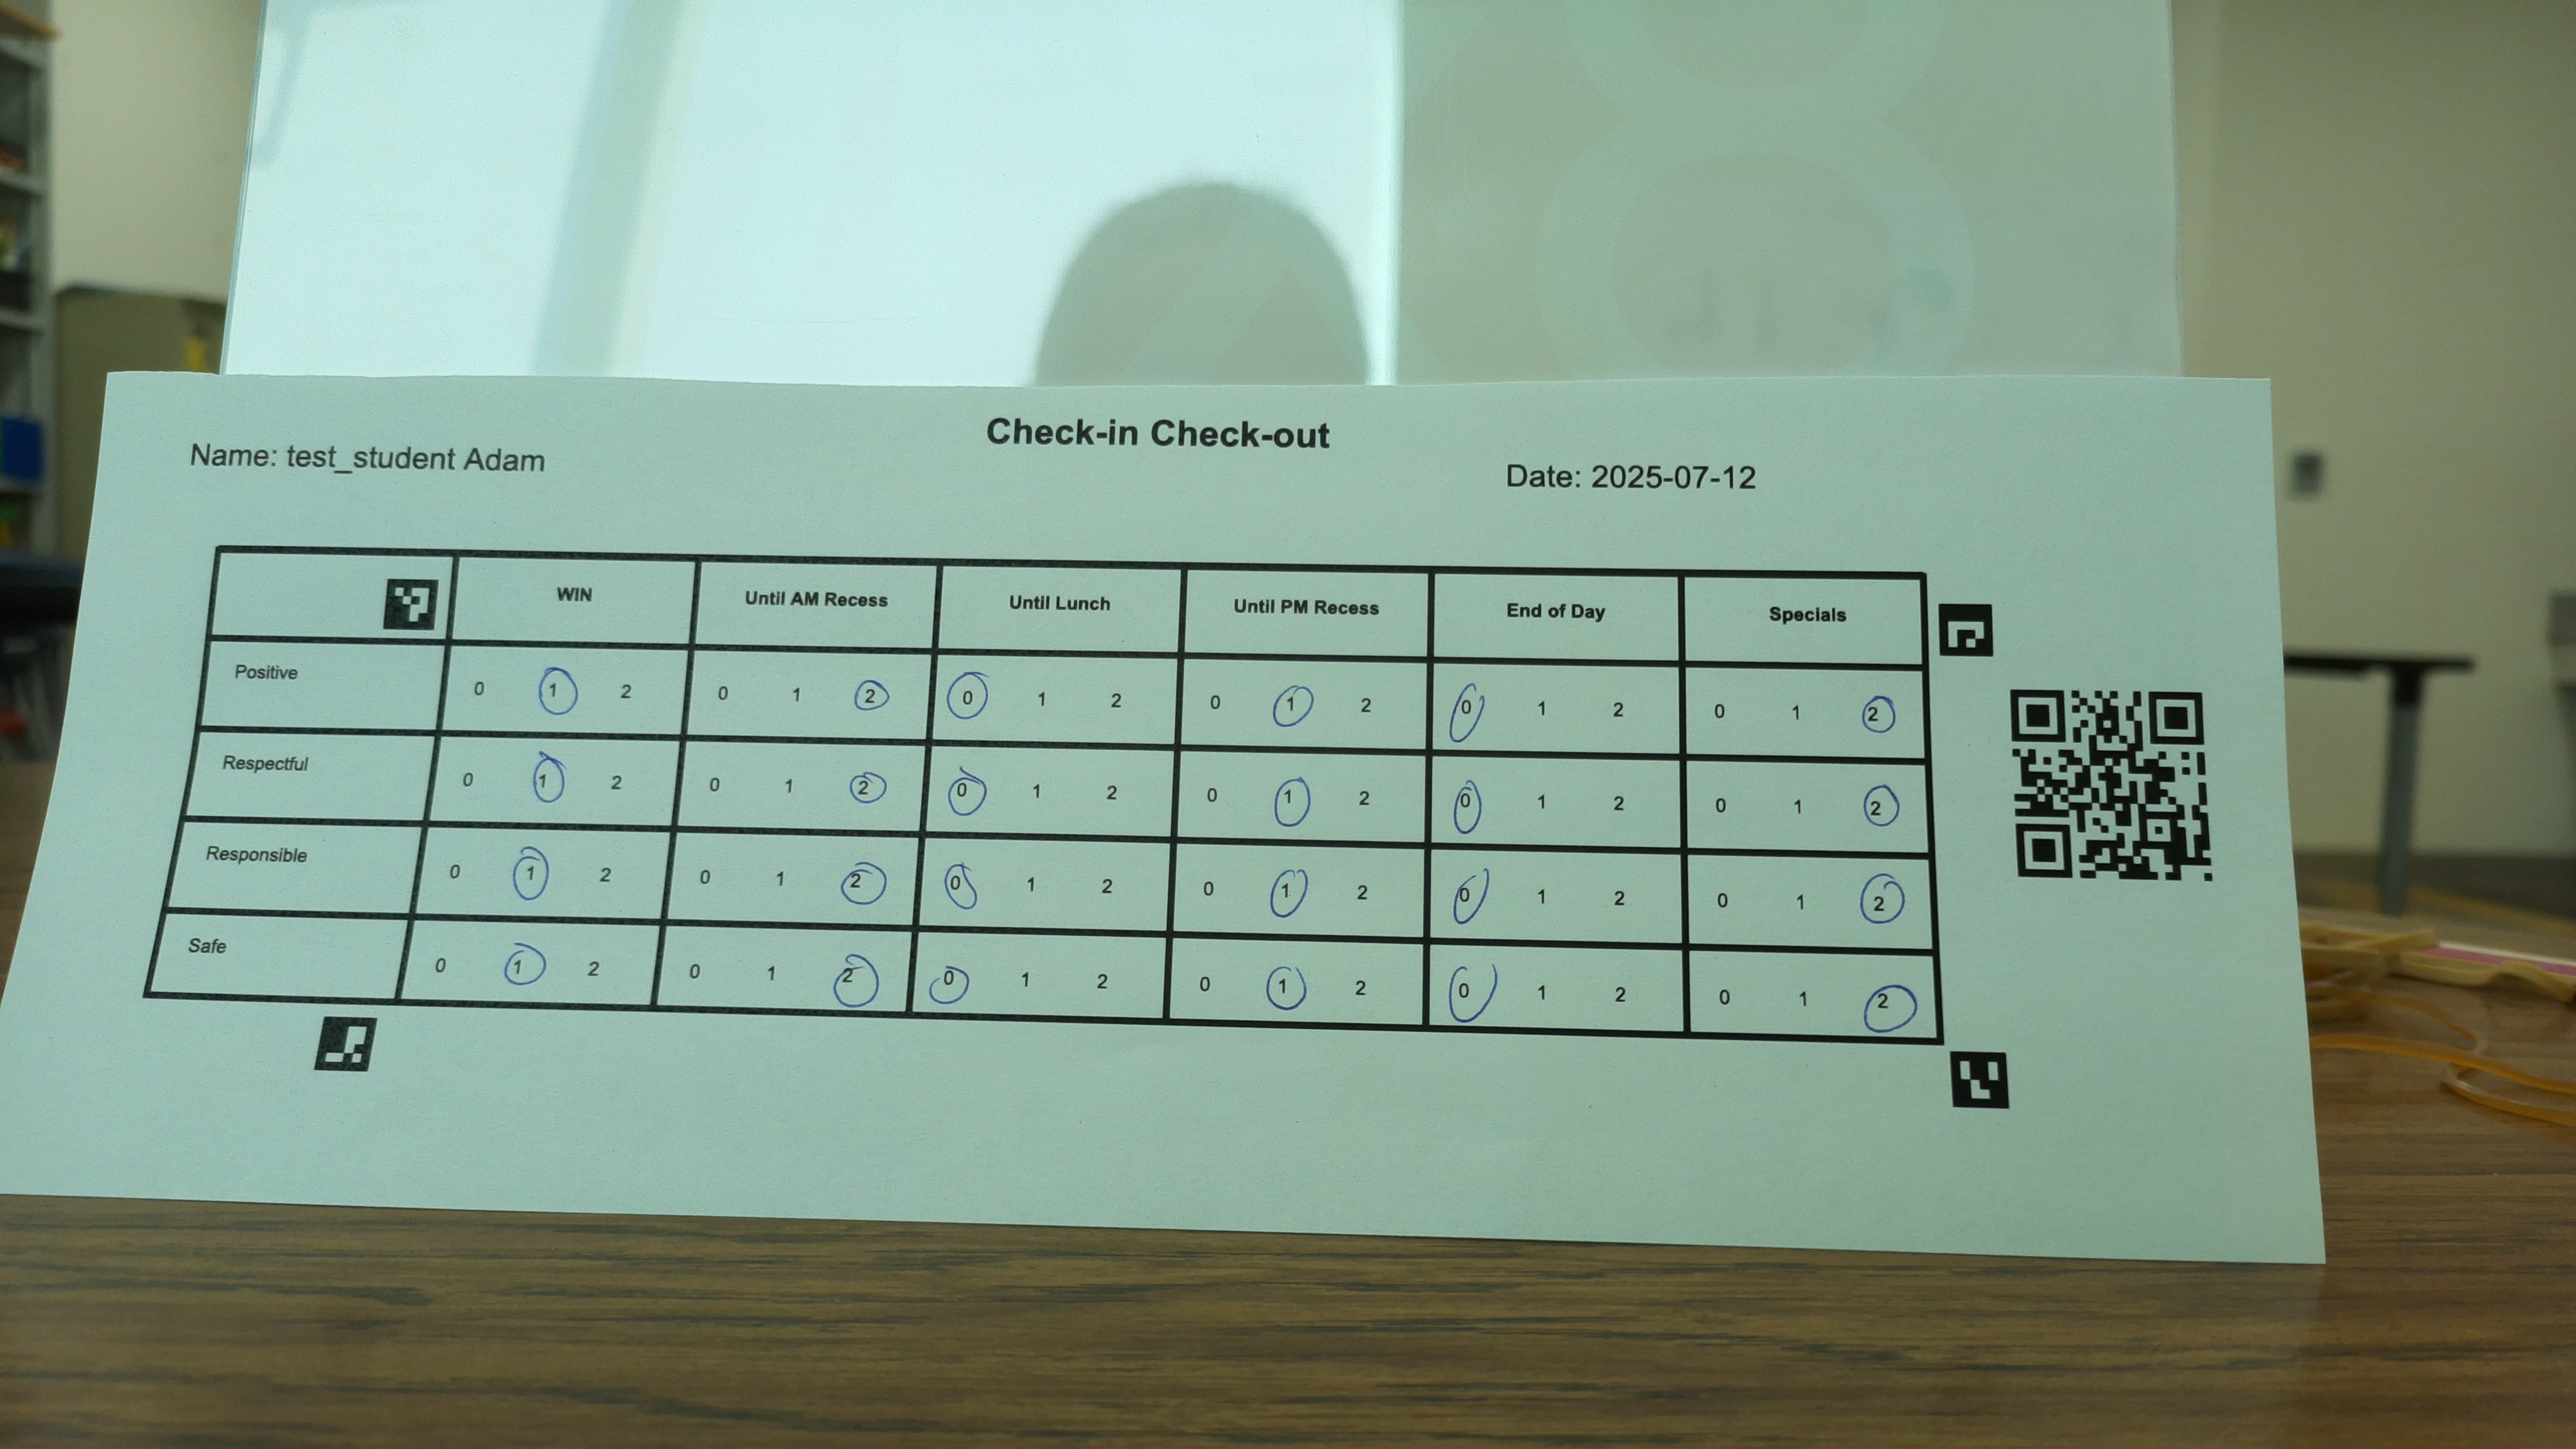 Check-in Check-out
Name: test_student Adam
Date: 2025-07-12
WIN Until AM Recess Until Lunch Until PM Recess End of Day Specials
Positive 0 1 2 0 1 2 0 1 2 0 1 2 0 1 2 0 1 2
Respectful 0 1 2 0 1 2 0 1 2 0 1 2 0 1 2 0 1 2
Responsible 0 1 2 0 1 2 0 1 2 0 1 2 0 1 2 0 1 2
Safe 0 1 2 0 1 2 0 1 2 0 1 2 0 1 2 0 1 2